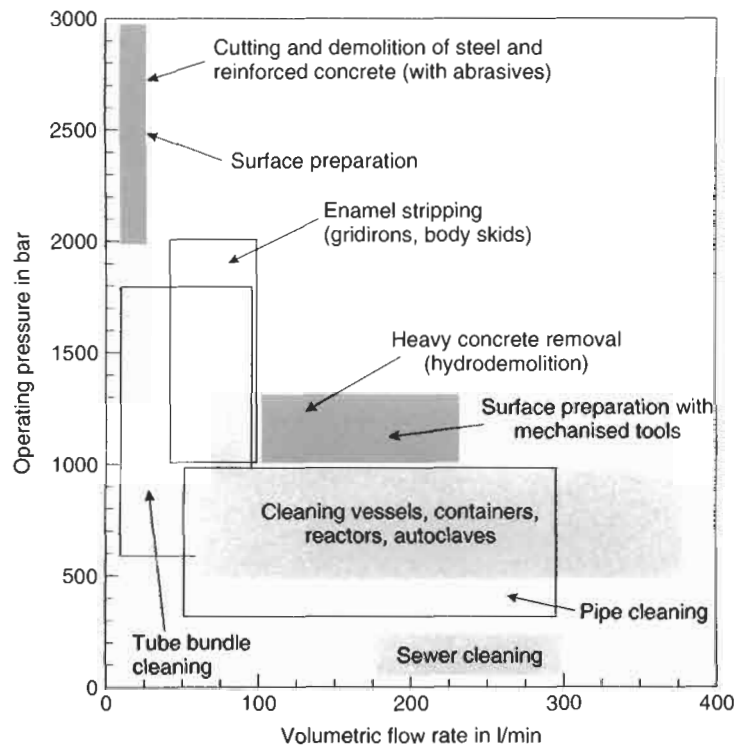 3000
Cutting and demolition of steel and
reinforced concrete (with abrasives)
2500
Surface preparation
Enamel stripping
(gridirons, body skids)
2000
Operating pressure in bar
1500
Heavy concrete removal
(hydrodemolition)
Surface preparation with
mechanised tools
1000
Cleaning vessels, containers,
reactors, autoclaves
500
Pipe cleaning
Tube bundle
cleaning
Sewer cleaning
0
0
100
200
300
400
Volumetric flow rate in l/min